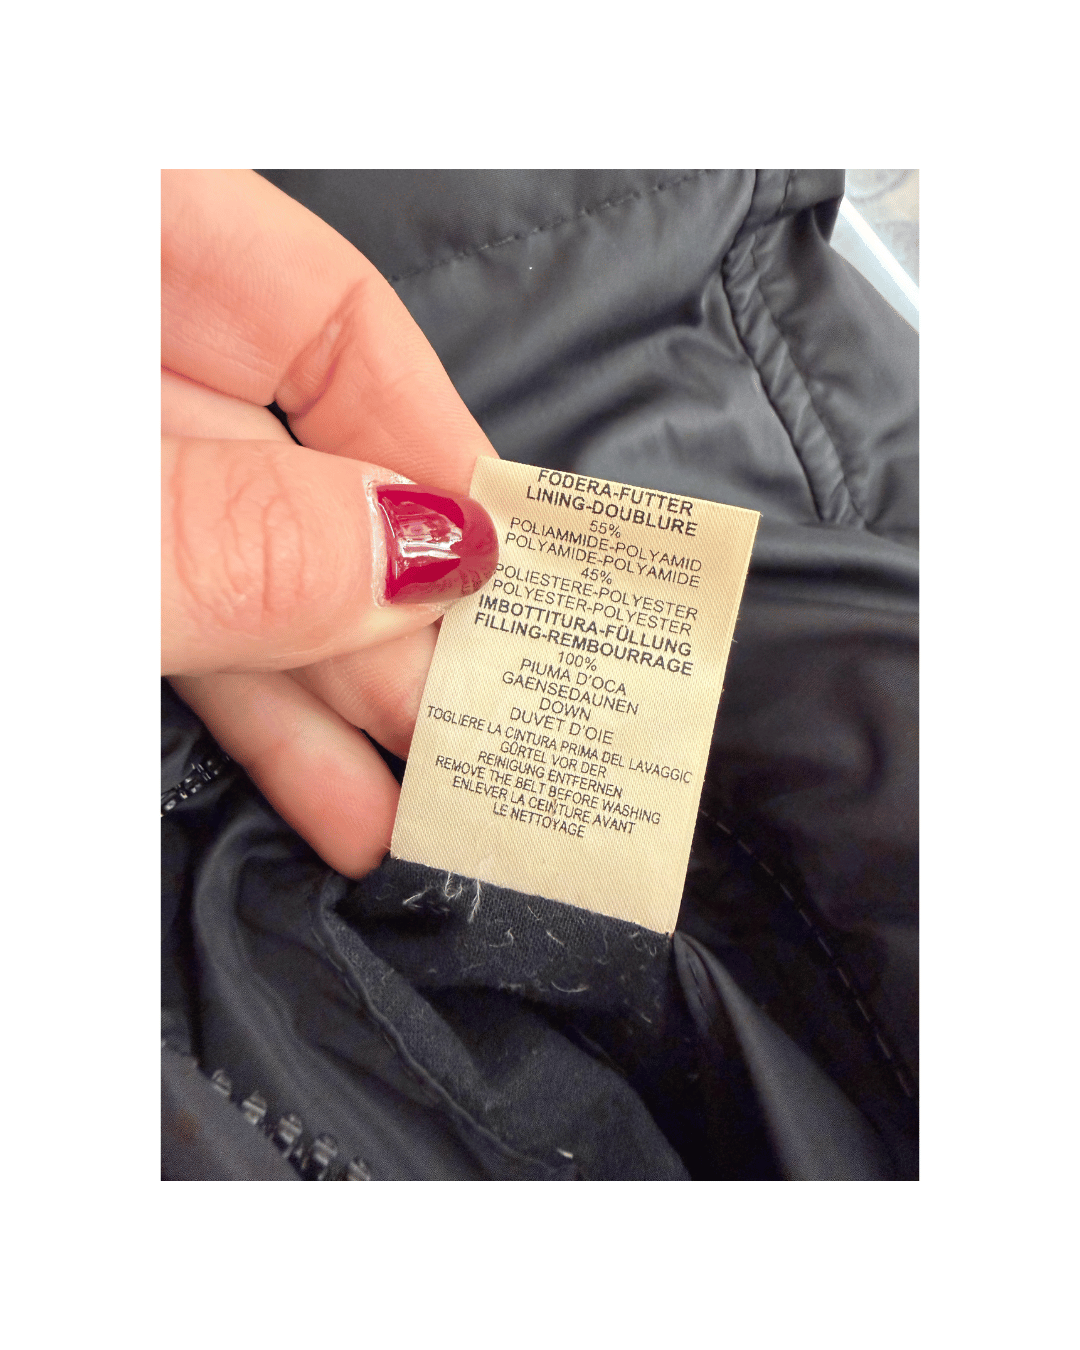 FODERA-FUTTER
LINING-DOUBLURE
55%
POLIAMMIDE-POLYAMID
POLYAMIDE-POLYAMIDE
45%
POLIESTERE-POLYESTER
POLYESTER-POLYESTER
IMBOTTITURA-FÜLLUNG
FILLING-REMBOURRAGE
100%
PIUMA D'OCA
GAENSEDAUNEN
DOWN
DUVET D'OIE
TOGLIERE LA CINTURA PRIMA DEL LAVAGGIC
GÜRTEL VOR DER
REINIGUNG ENTFERNEN
REMOVE THE BELT BEFORE WASHING
ENLEVER LA CEINTURE AVANT
LE NETTOYAGE